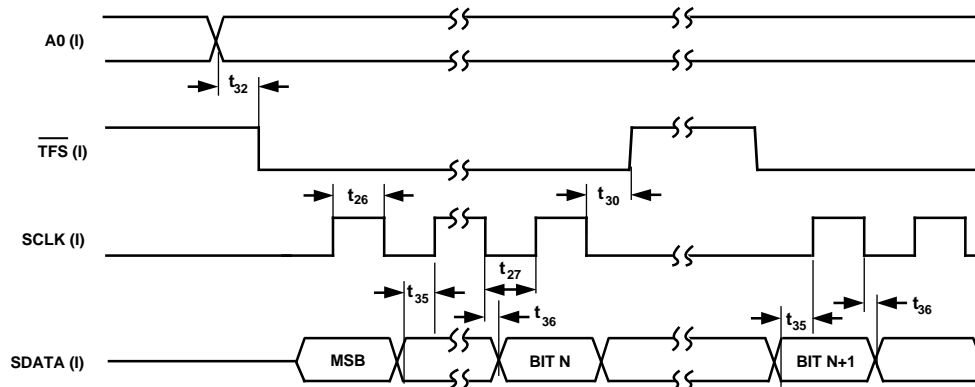 A0 (I)
t32
TFS (I)
t26
t30
SCLK (I)
t27
t35
t36
t35
t36
SDATA (I)
MSB
BIT N
BIT N+1